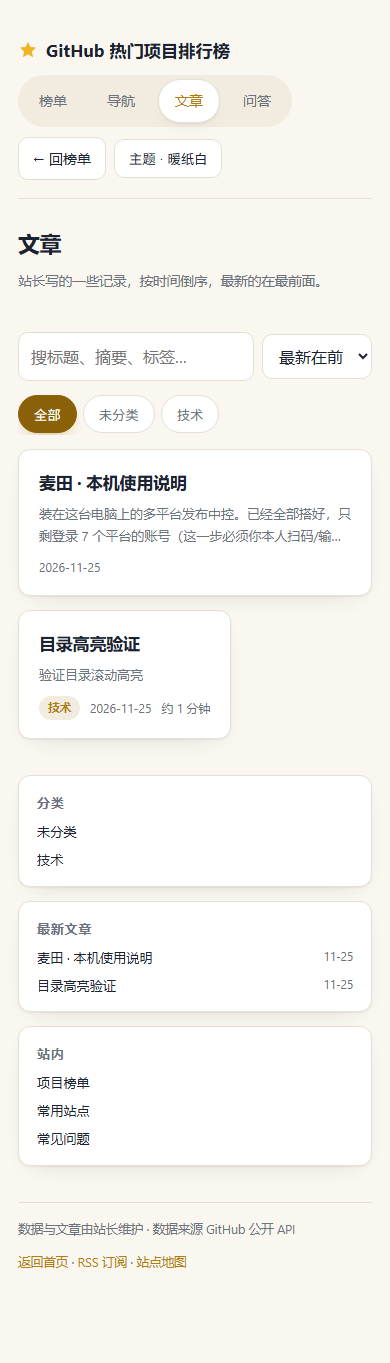 GitHub 热门项目排行榜
榜单 导航 文章 问答
← 回榜单 主题 · 暖纸白
文章
站长写的一些记录，按时间倒序，最新的在最前面。
搜标题、摘要、标签... 最新在前
全部 未分类 技术
麦田 · 本机使用说明
装在这台电脑上的多平台发布中控。已经全部搭好，只
剩登录 7 个平台的账号（这一步必须你本人扫码/输...
2026-11-25
目录高亮验证
验证目录滚动高亮
技术 2026-11-25 约 1 分钟
分类
未分类
技术
最新文章
麦田 · 本机使用说明 11-25
目录高亮验证 11-25
站内
项目榜单
常用站点
常见问题
数据与文章由站长维护 · 数据来源 GitHub 公开 API
返回首页 · RSS 订阅 · 站点地图